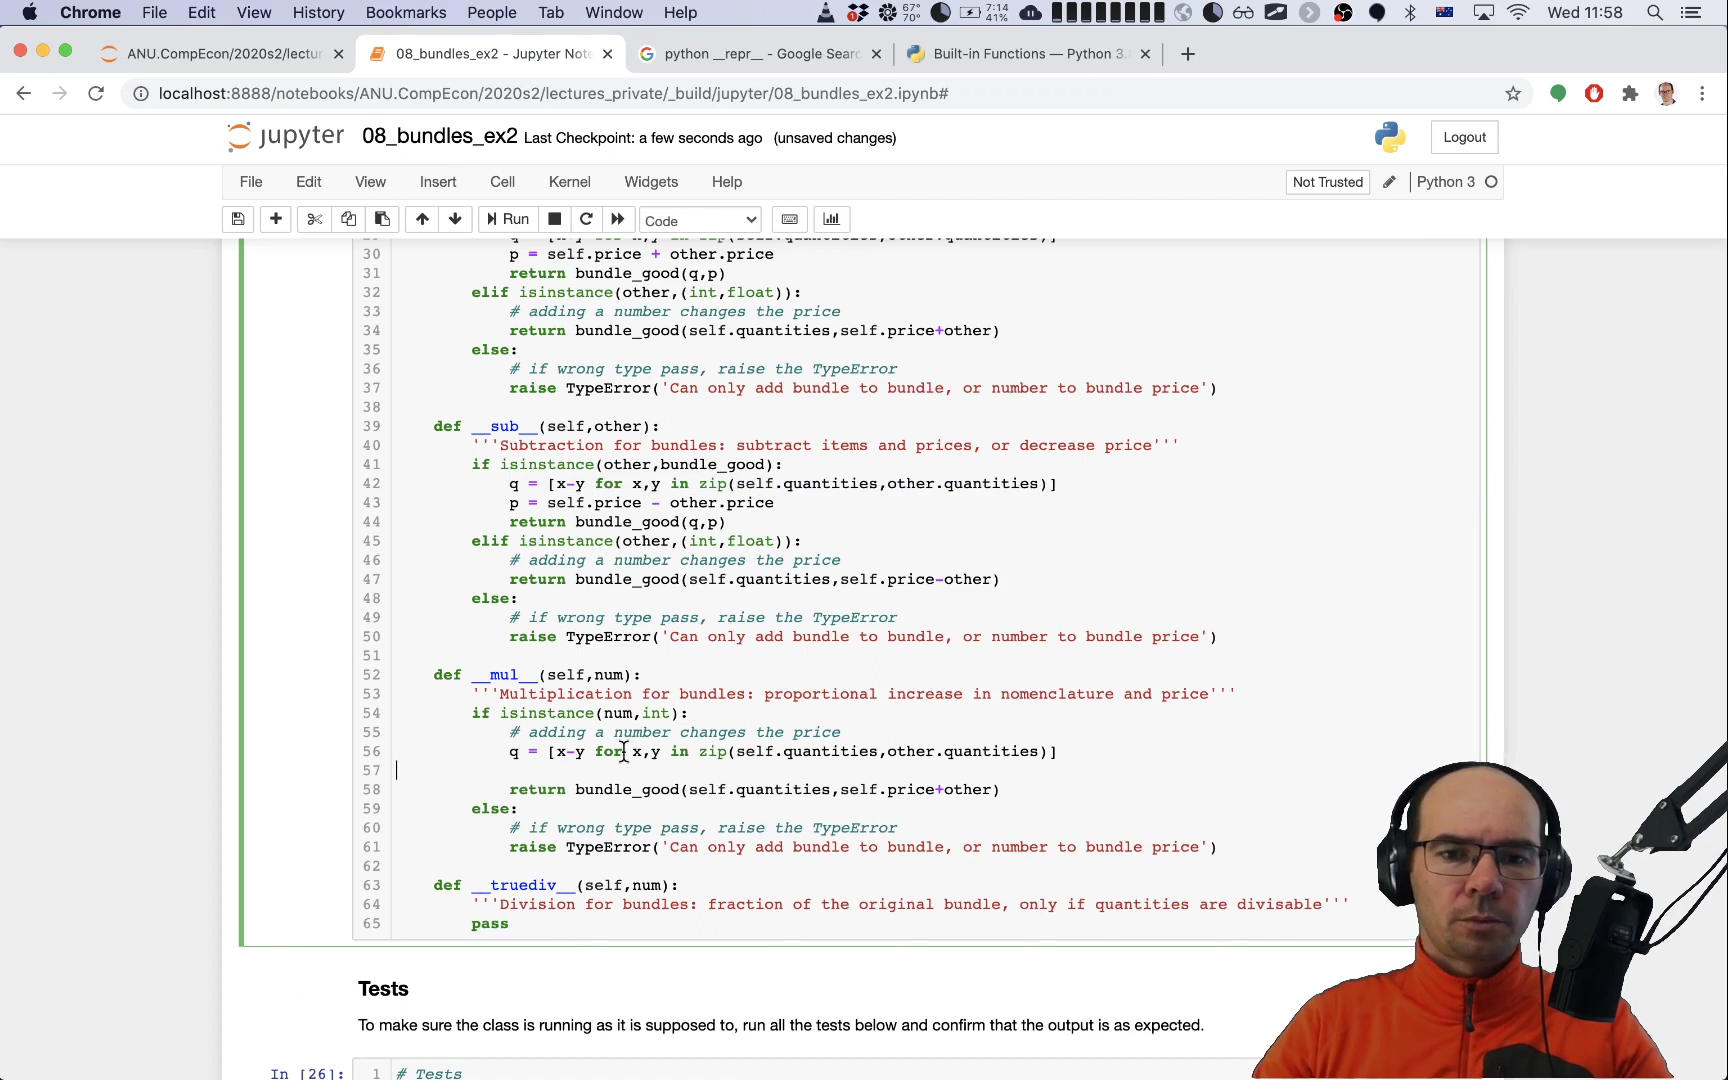 Chrome File Edit View History Bookmarks People Tab Window Help 67° 70° 7:14 41% Wed 11:58
ANU.CompEcon/2020s2/lectur 08_bundles_ex2 - Jupyter Note python __repr__ - Google Searc Built-in Functions — Python 3.
localhost:8888/notebooks/ANU.CompEcon/2020s2/lectures_private/_build/jupyter/08_bundles_ex2.ipynb#
jupyter 08_bundles_ex2 Last Checkpoint: a few seconds ago (unsaved changes) Logout
File Edit View Insert Cell Kernel Widgets Help Not Trusted Python 3
Run Code
30 p = self.price + other.price
31 return bundle_good(q,p)
32 elif isinstance(other,(int,float)):
33 # adding a number changes the price
34 return bundle_good(self.quantities,self.price+other)
35 else:
36 # if wrong type pass, raise the TypeError
37 raise TypeError('Can only add bundle to bundle, or number to bundle price')
38
39 def __sub__(self,other):
40 '''Subtraction for bundles: subtract items and prices, or decrease price'''
41 if isinstance(other,bundle_good):
42 q = [x-y for x,y in zip(self.quantities,other.quantities)]
43 p = self.price - other.price
44 return bundle_good(q,p)
45 elif isinstance(other,(int,float)):
46 # adding a number changes the price
47 return bundle_good(self.quantities,self.price-other)
48 else:
49 # if wrong type pass, raise the TypeError
50 raise TypeError('Can only add bundle to bundle, or number to bundle price')
51
52 def __mul__(self,num):
53 '''Multiplication for bundles: proportional increase in nomenclature and price'''
54 if isinstance(num,int):
55 # adding a number changes the price
56 q = [x-y for x,y in zip(self.quantities,other.quantities)]
57
58 return bundle_good(self.quantities,self.price+other)
59 else:
60 # if wrong type pass, raise the TypeError
61 raise TypeError('Can only add bundle to bundle, or number to bundle price')
62
63 def __truediv__(self,num):
64 '''Division for bundles: fraction of the original bundle, only if quantities are divisable'''
65 pass
Tests
To make sure the class is running as it is supposed to, run all the tests below and confirm that the output is as expected.
In [26]: 1 # Tests